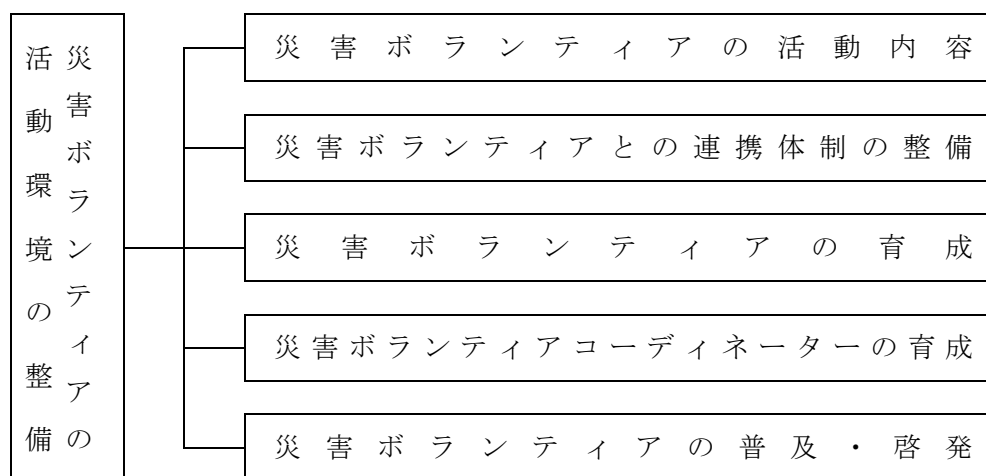 災害ボランティアの
活動環境の整備
災害ボランティアの活動内容
災害ボランティアとの連携体制の整備
災害ボランティアの育成
災害ボランティアコーディネーターの育成
災害ボランティアの普及・啓発